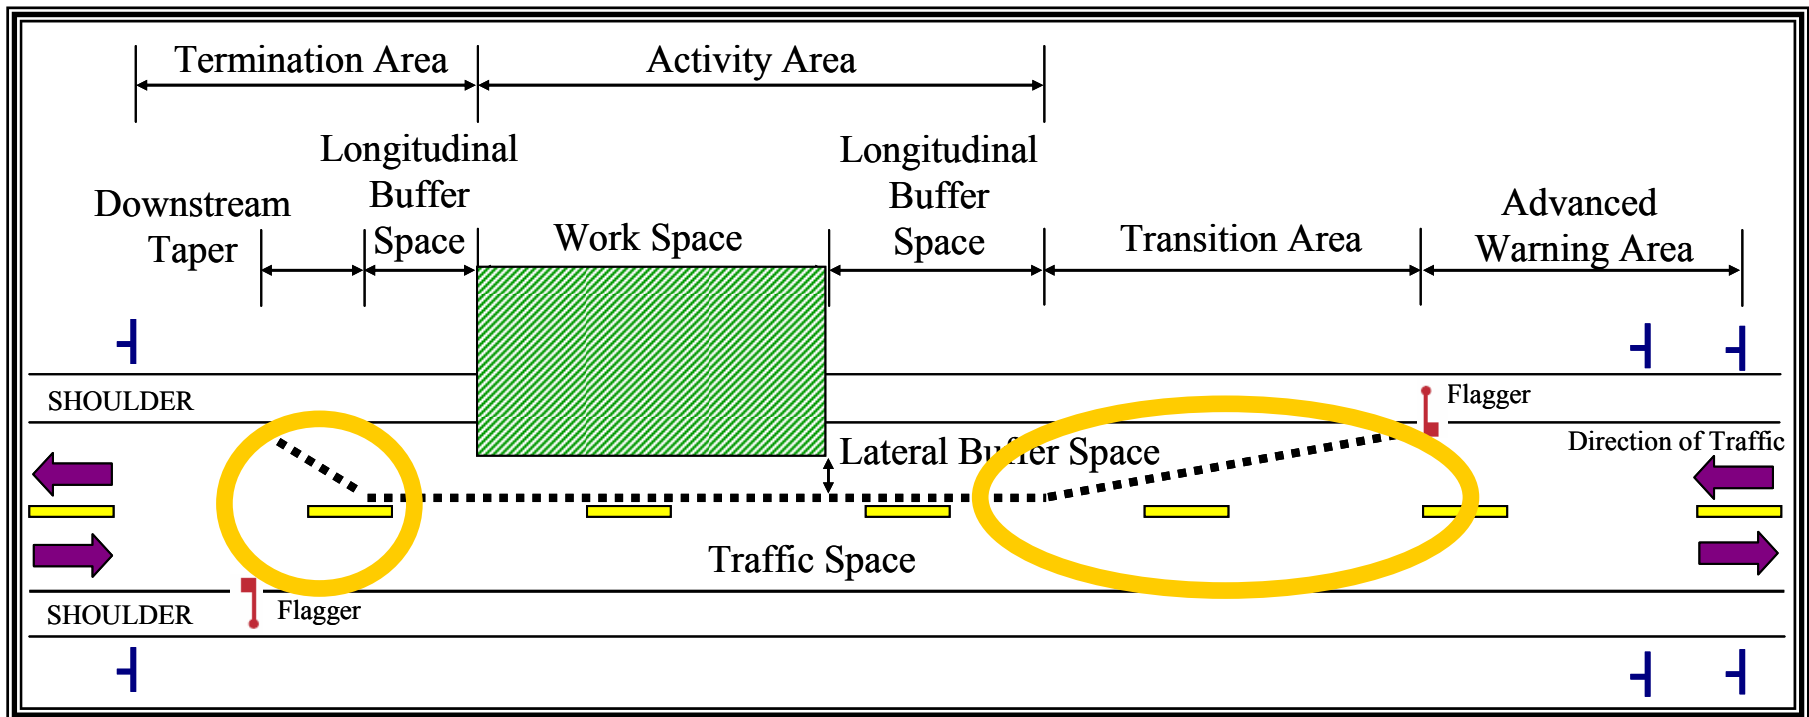 Termination Area
Activity Area
Longitudinal
Buffer
Space
Longitudinal
Buffer
Space
Downstream
Taper
Work Space
Transition Area
Advanced
Warning Area
SHOULDER
Flagger
Lateral Buffer Space
Direction of Traffic
Traffic Space
SHOULDER
Flagger